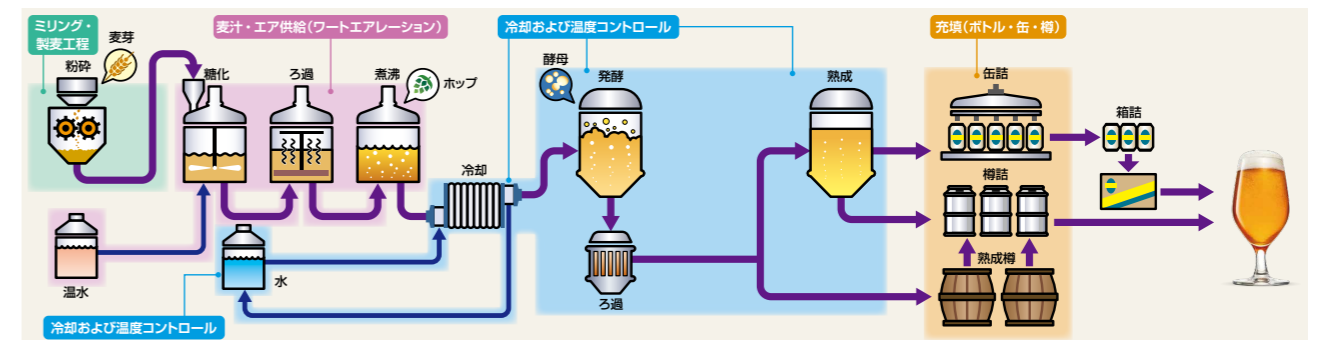 ミリング・
製麦工程
麦芽
粉砕
麦汁・エア供給（ワートエアレーション）
糖化
ろ過
煮沸
ホップ
冷却および温度コントロール
冷却
酵母
発酵
熟成
ろ過
充填（ボトル・缶・樽）
缶詰
箱詰
樽詰
熟成樽
温水
水
冷却および温度コントロール